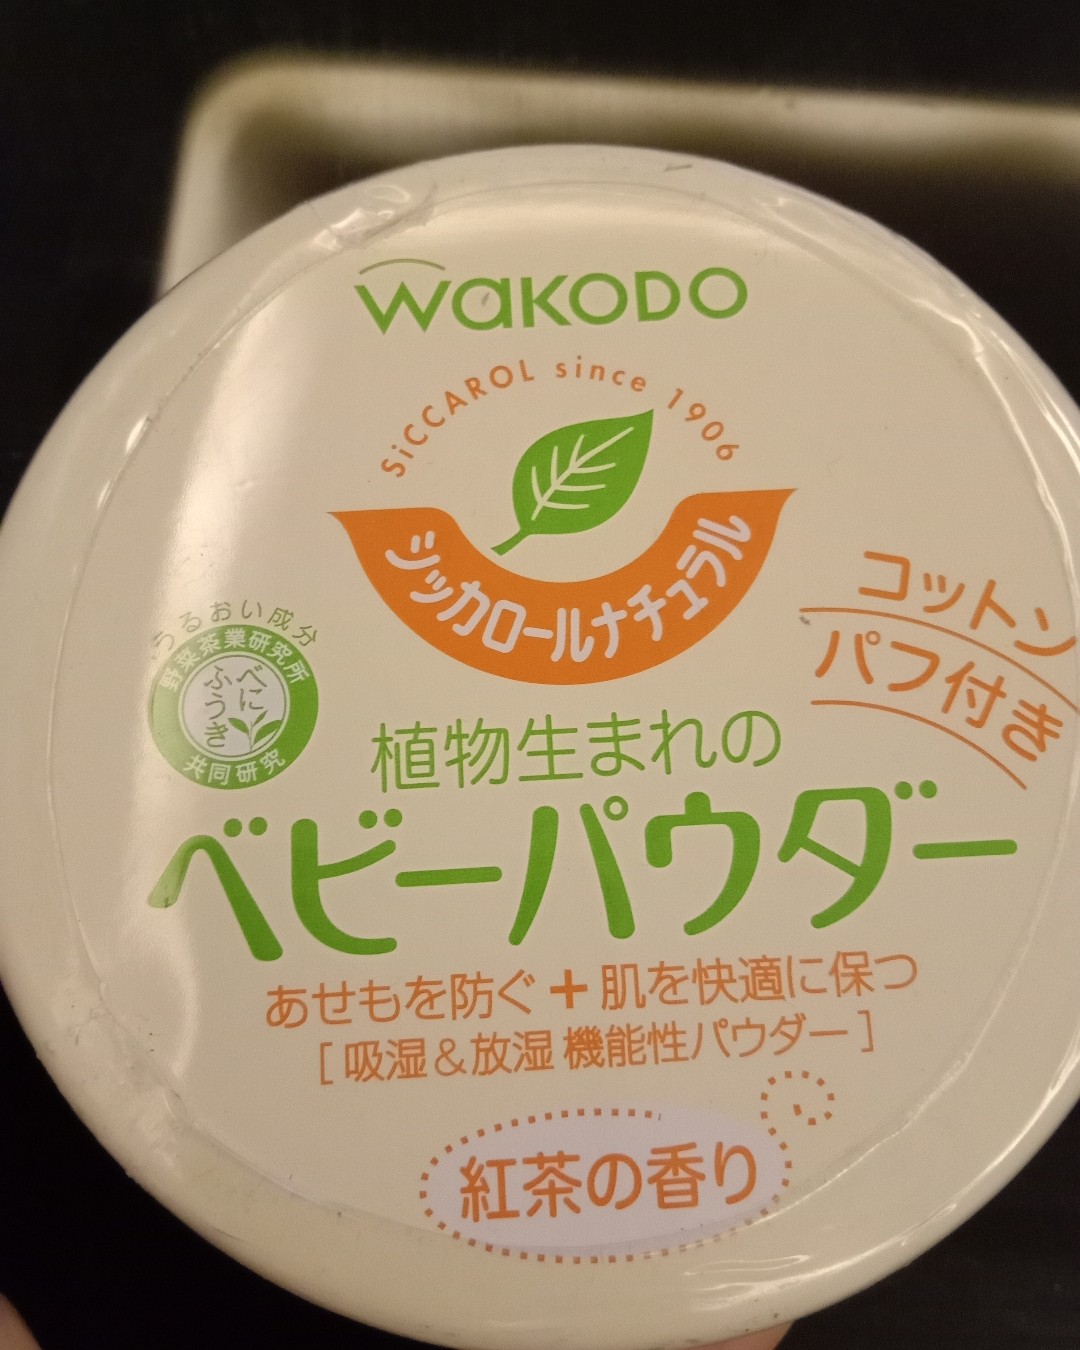 WaKODO
SiCCAROL since 1906
シッカロールナチュラル
コットン
パフ付き
うるおい成分
野菜茶業研究所
べに
ふうき
共同研究
植物生まれの
ベビーパウダー
あせもを防ぐ+肌を快適に保つ
[吸湿&放湿 機能性パウダー]
紅茶の香り